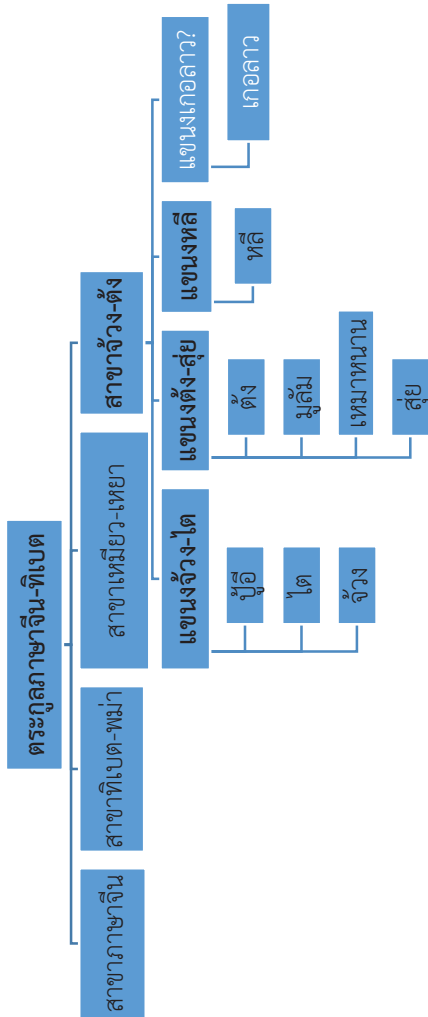 ตระกูลภาษาจีน-ทิเบต
สาขาภาษาจีน
สาขาทิเบต-พม่า
สาขาเหมียว-เหยา
สาขาจ้วง-ต้ง
แขนงจ้วง-ไต
ปู้อี
ไต
จ้วง
แขนงต้ง-สุ่ย
ต้ง
มูลัม
เหมาหนาน
สุ่ย
แขนงหลี
หลี
แขนงเกอลาว?
เกอลาว